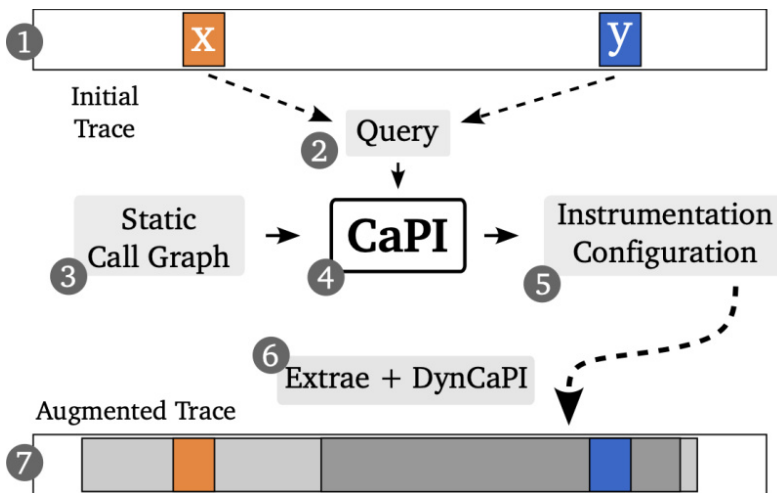 1
x
y
Initial
Trace
2
Query
Static
Call Graph
3
CaPI
4
Instrumentation
Configuration
5
6
Extrae + DynCaPI
Augmented Trace
7